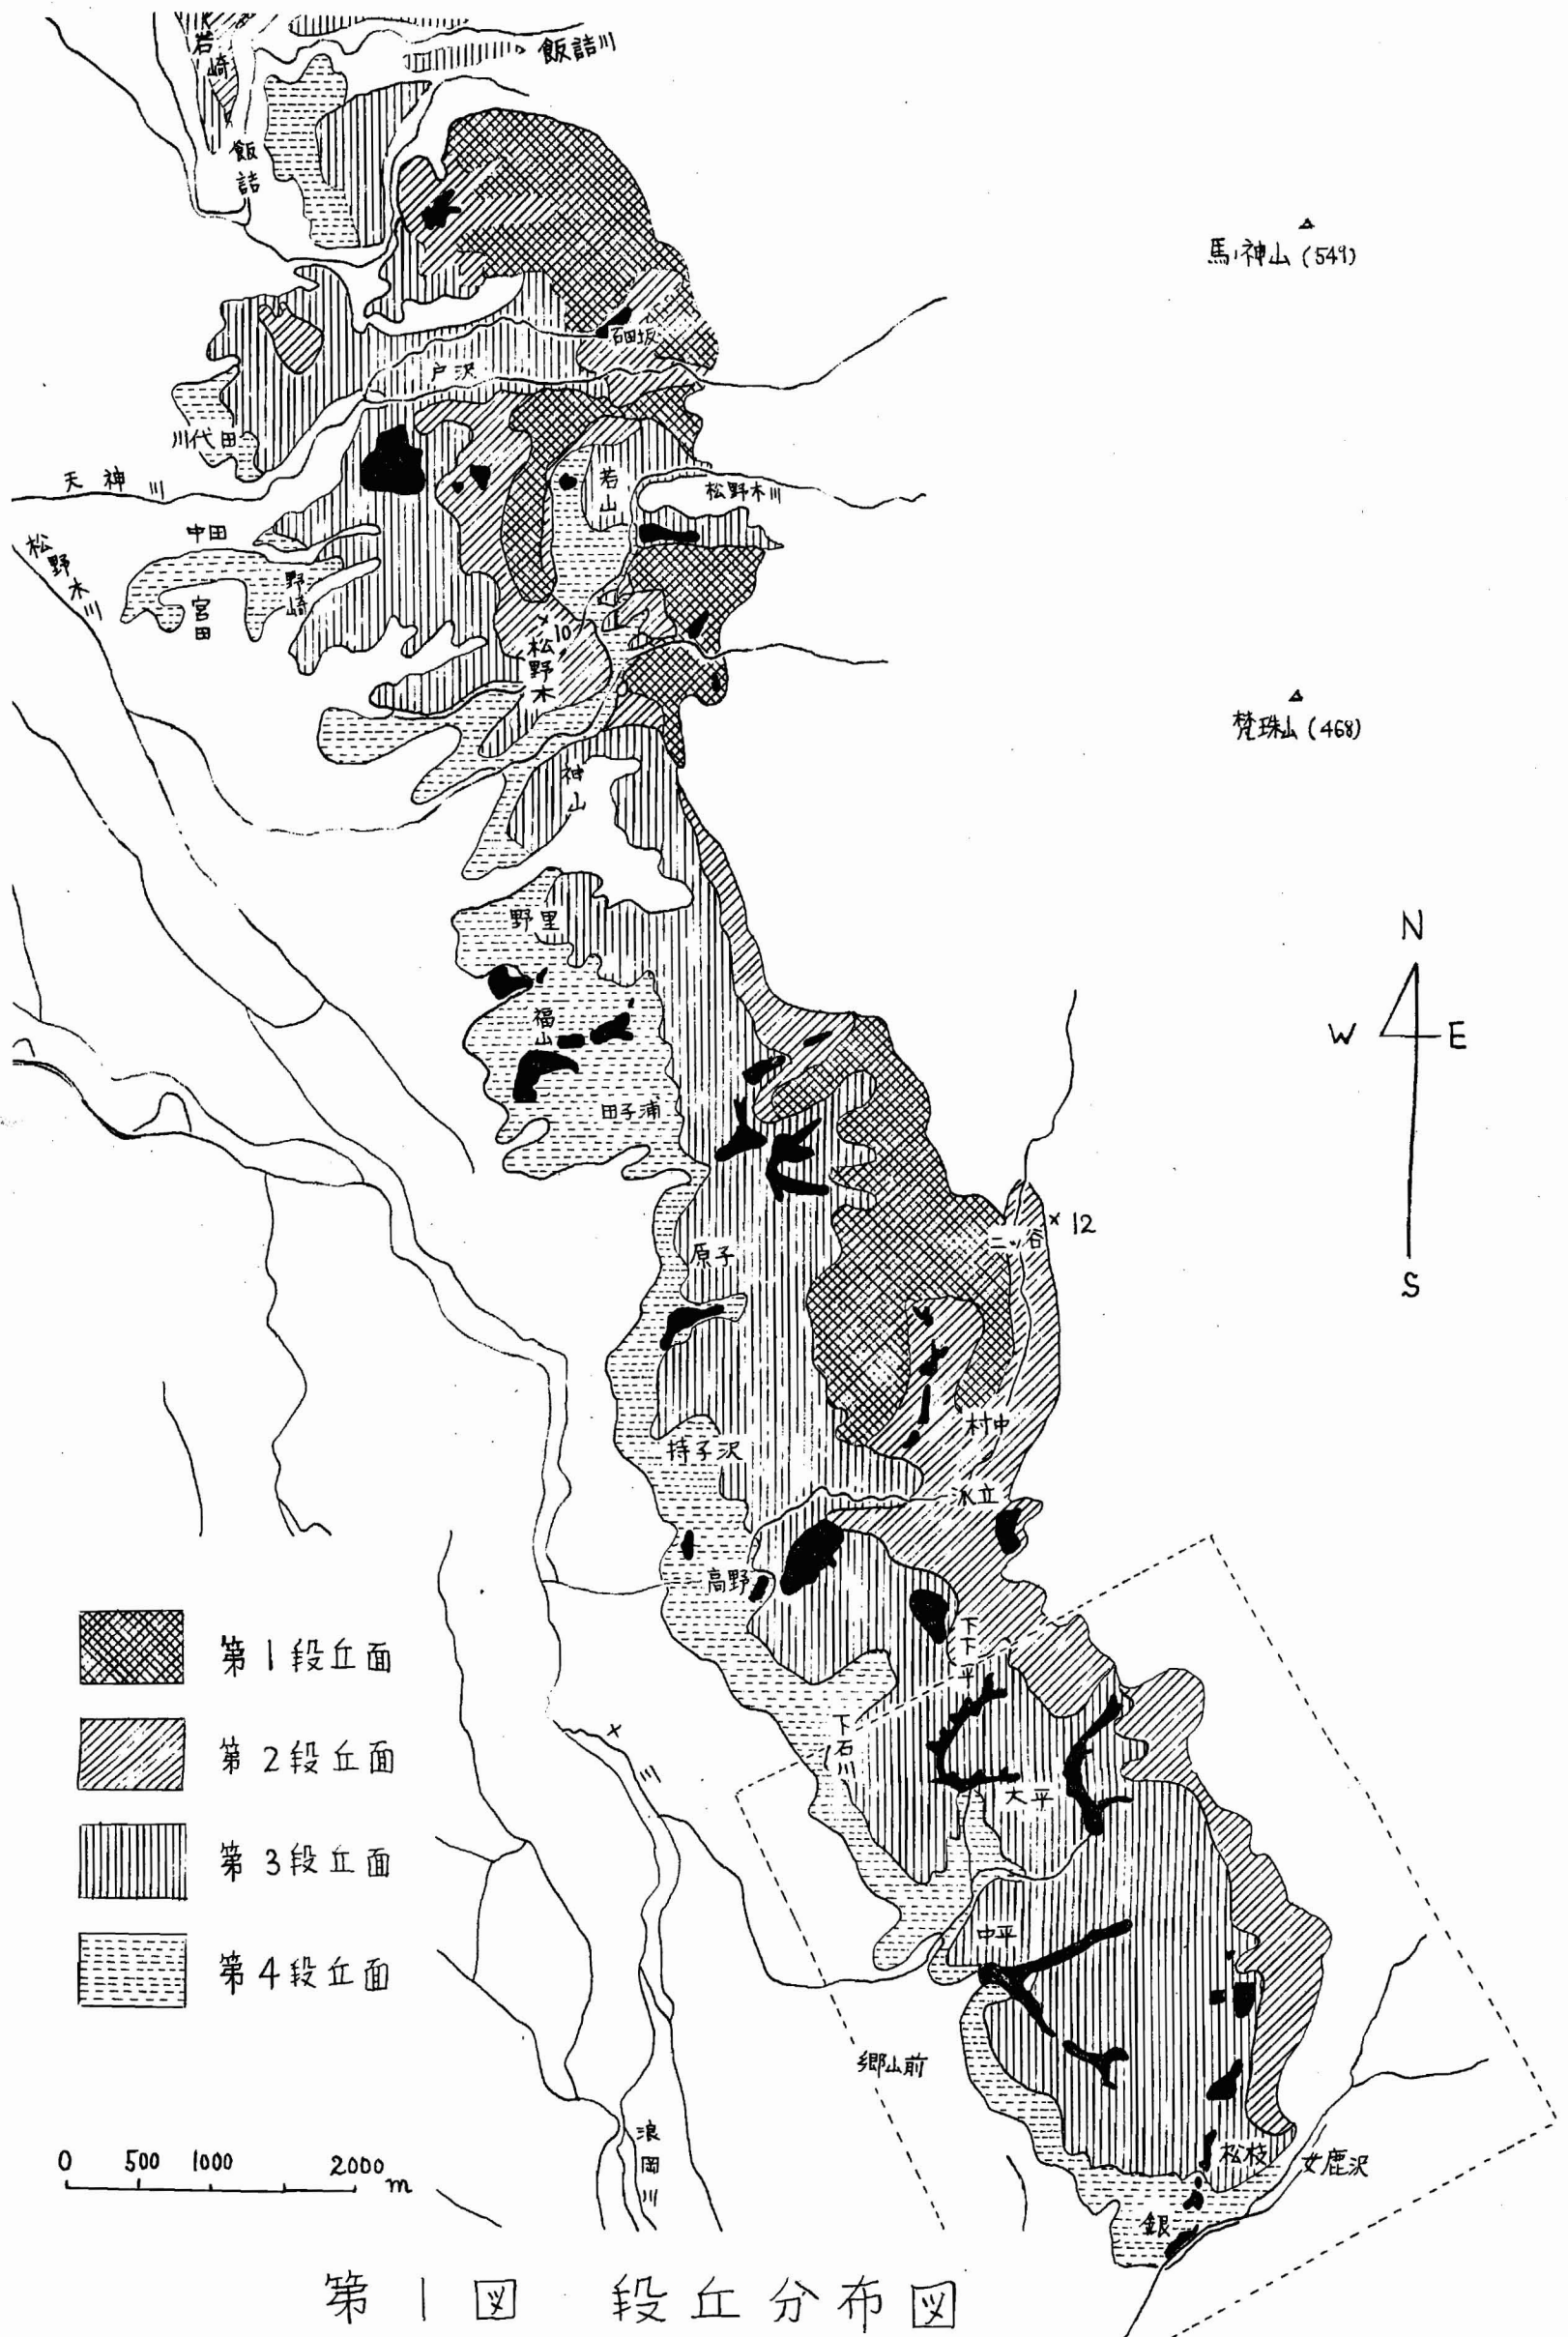 岩崎
飯詰川
飯詰
馬ノ神山 (549)
石田坂
戸沢
川代田
天神川
若山
松野木川
中田
松野木川
野崎
宮田
×10
松野木
梵珠山 (468)
神山
野里
N
W
E
S
福山
田子浦
×12
二ッ谷
原子
村中
持子沢
派立
高野
下下平
第1段丘面
第2段丘面
第3段丘面
第4段丘面
下石川
×
川
大平
中平
郷山前
浪岡川
松枝
女鹿沢
銀
0 500 1000 2000 m
第1図 段丘分布図